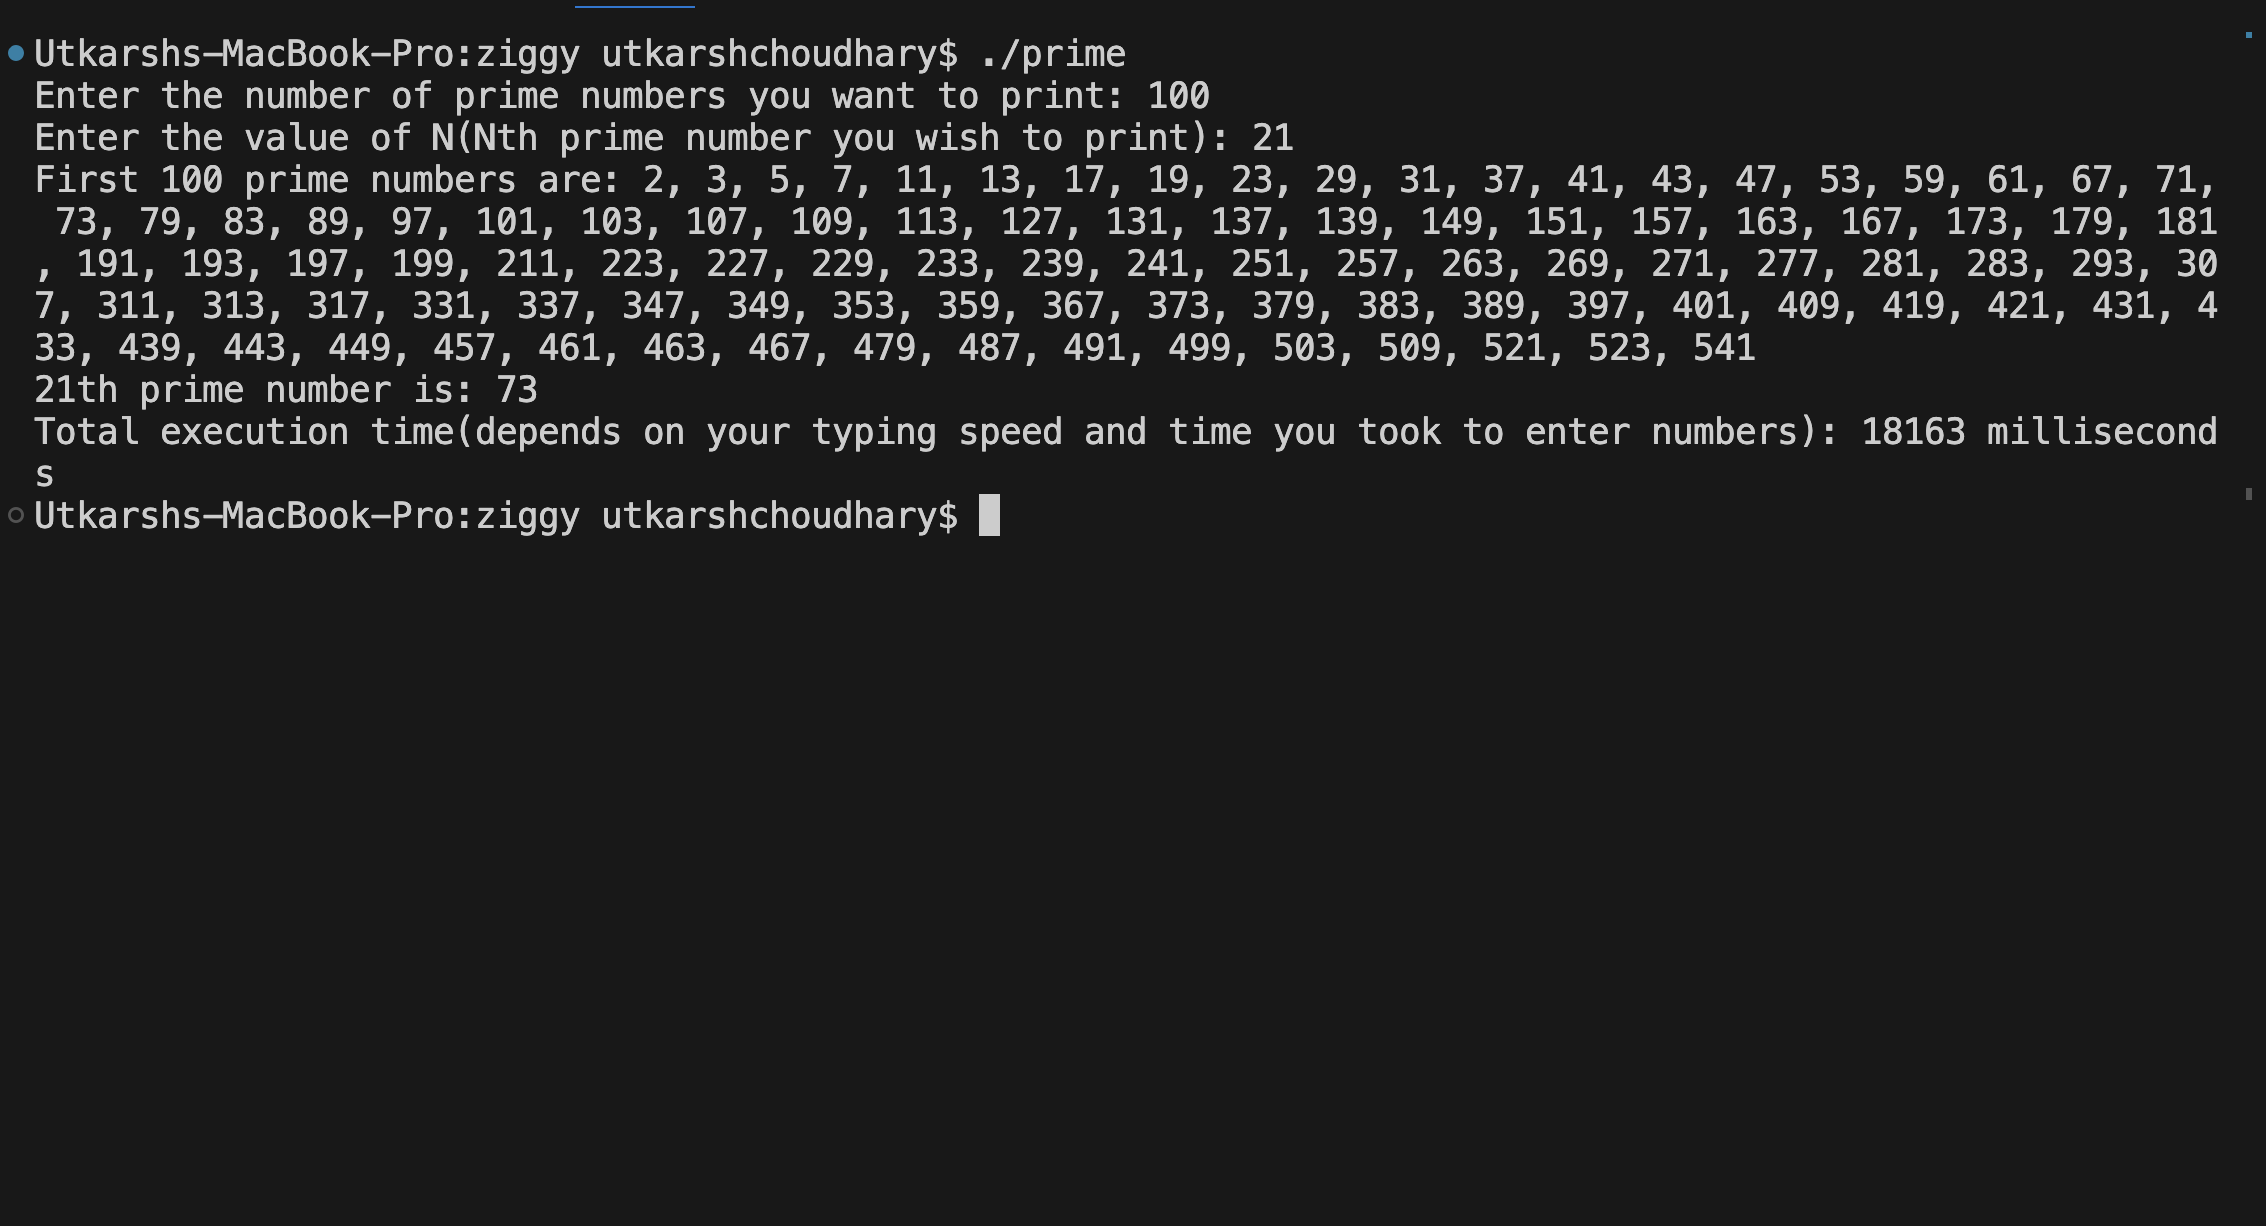 Utkarshs-MacBook-Pro:ziggy utkarshchoudhary$ ./prime
Enter the number of prime numbers you want to print: 100
Enter the value of N(Nth prime number you wish to print): 21
First 100 prime numbers are: 2, 3, 5, 7, 11, 13, 17, 19, 23, 29, 31, 37, 41, 43, 47, 53, 59, 61, 67, 71,
 73, 79, 83, 89, 97, 101, 103, 107, 109, 113, 127, 131, 137, 139, 149, 151, 157, 163, 167, 173, 179, 181
, 191, 193, 197, 199, 211, 223, 227, 229, 233, 239, 241, 251, 257, 263, 269, 271, 277, 281, 283, 293, 30
7, 311, 313, 317, 331, 337, 347, 349, 353, 359, 367, 373, 379, 383, 389, 397, 401, 409, 419, 421, 431, 4
33, 439, 443, 449, 457, 461, 463, 467, 479, 487, 491, 499, 503, 509, 521, 523, 541
21th prime number is: 73
Total execution time(depends on your typing speed and time you took to enter numbers): 18163 millisecond
s
Utkarshs-MacBook-Pro:ziggy utkarshchoudhary$